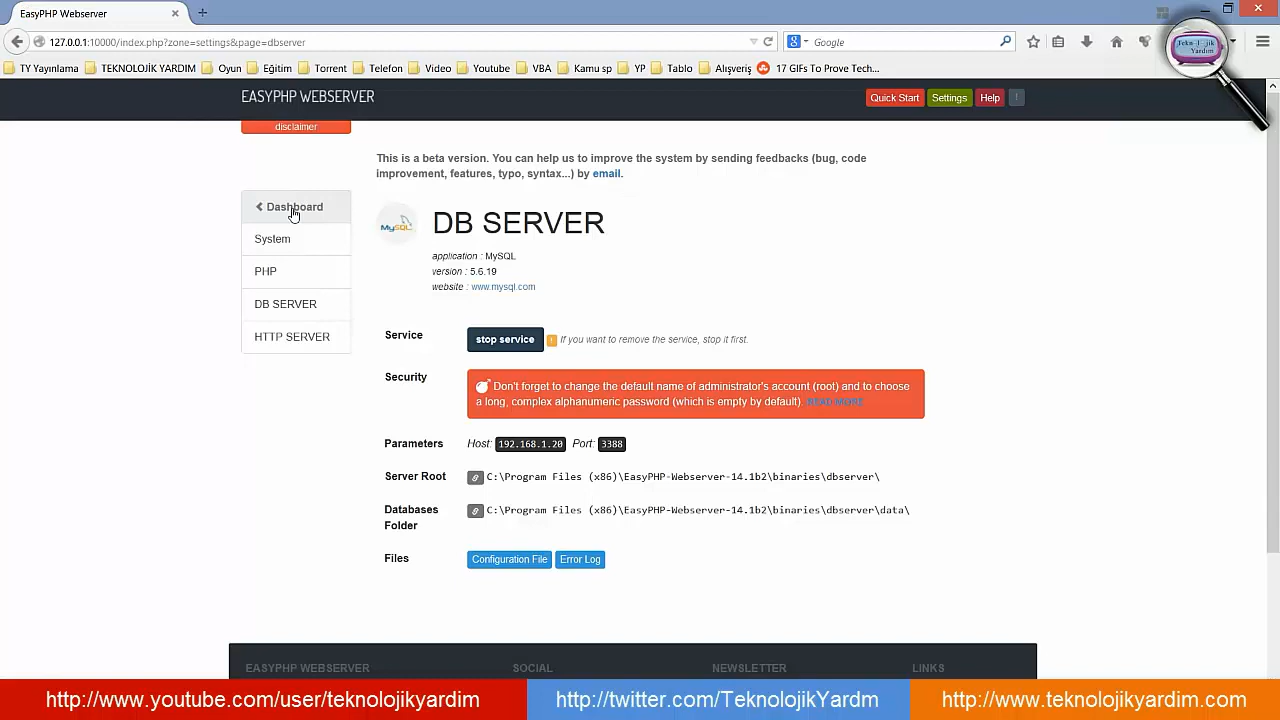 EasyPHP Webserver
127.0.0.1:10000/index.php?zone=settings&page=dbserver
Google
TY Yayınlama TEKNOLOJİK YARDIM Oyun Eğitim Torrent Telefon Video Youtube VBA Kamu sp YP Tablo Alışveriş 17 GIFs To Prove Tech...
Tekn-l-jik
Yardım
EASYPHP WEBSERVER
Quick Start Settings Help !
disclaimer
This is a beta version. You can help us to improve the system by sending feedbacks (bug, code
improvement, features, typo, syntax...) by email.
Dashboard
System
PHP
DB SERVER
HTTP SERVER
MySQL
DB SERVER
application : MySQL
version : 5.6.19
website : www.mysql.com
Service stop service ! If you want to remove the service, stop it first.
Security Don't forget to change the default name of administrator's account (root) and to choose
a long, complex alphanumeric password (which is empty by default). READ MORE
Parameters Host: 192.168.1.20 Port: 3388
Server Root C:\Program Files (x86)\EasyPHP-Webserver-14.1b2\binaries\dbserver\
Databases C:\Program Files (x86)\EasyPHP-Webserver-14.1b2\binaries\dbserver\data\
Folder
Files Configuration File Error Log
EASYPHP WEBSERVER SOCIAL NEWSLETTER LINKS
http://www.youtube.com/user/teknolojikyardim http://twitter.com/TeknolojikYardm http://www.teknolojikyardim.com